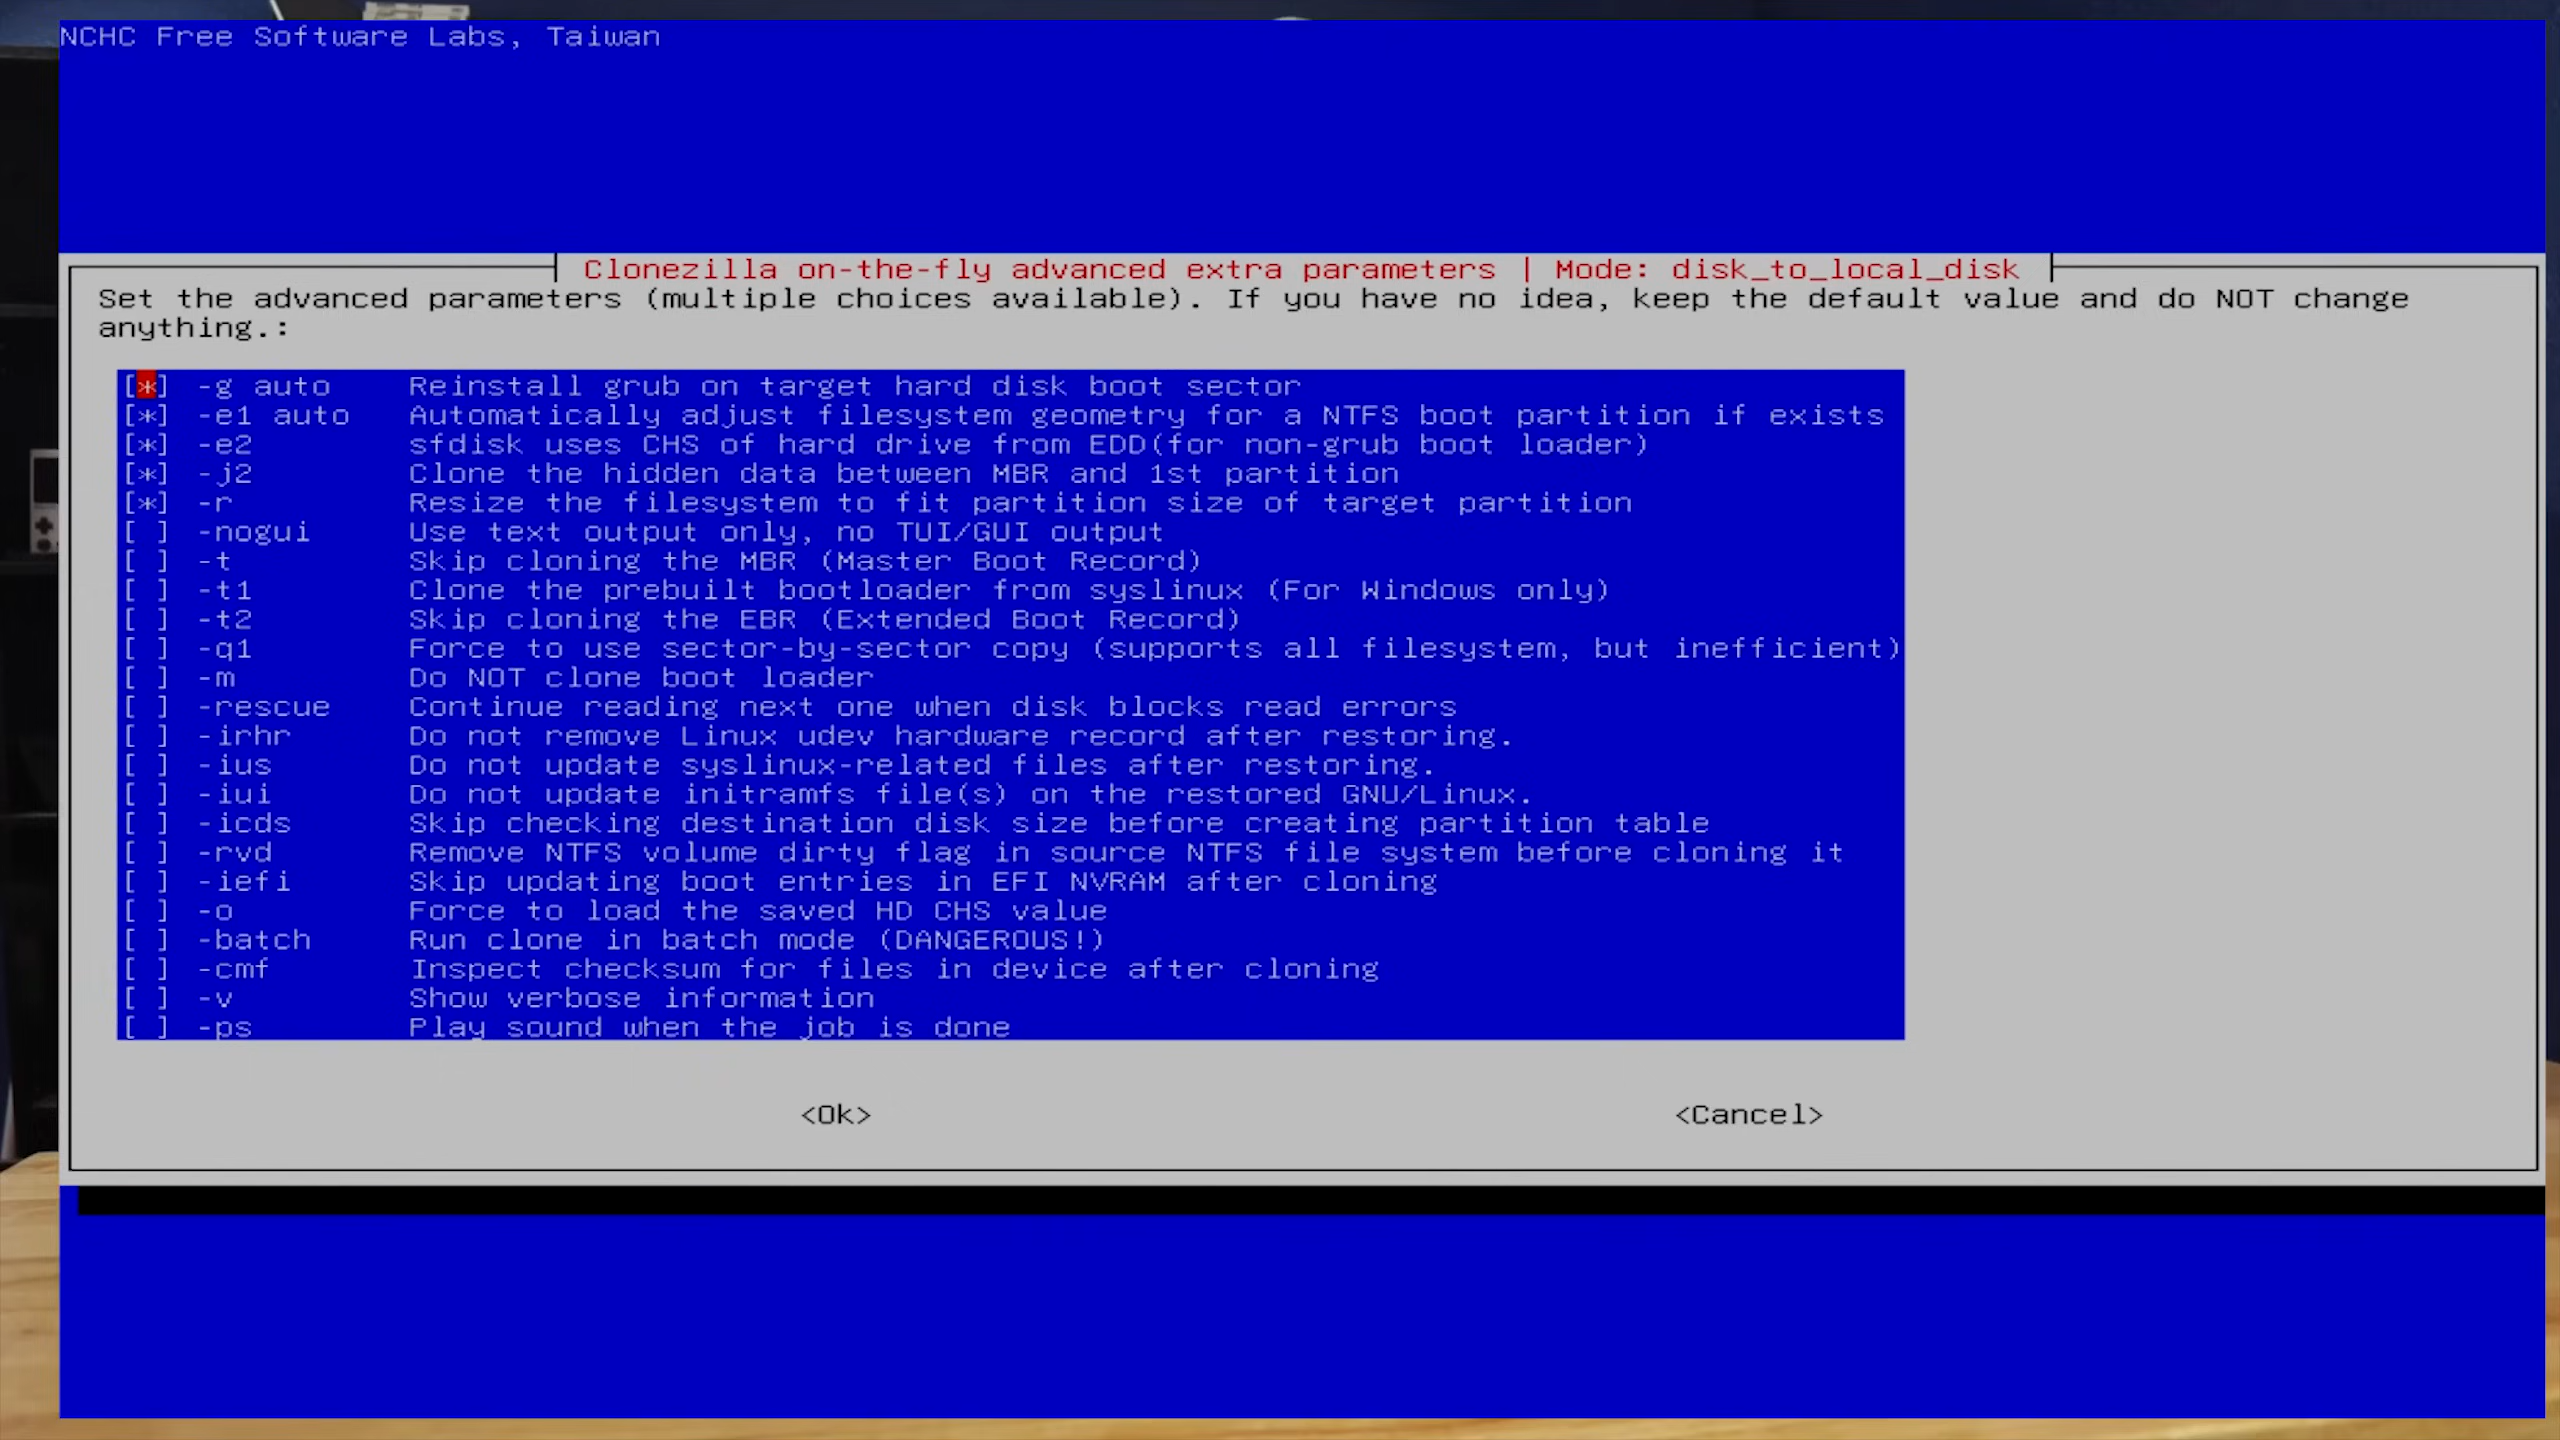 NCHC Free Software Labs, Taiwan
Clonezilla on-the-fly advanced extra parameters | Mode: disk_to_local_disk
Set the advanced parameters (multiple choices available). If you have no idea, keep the default value and do NOT change
anything.:
[*] -g auto Reinstall grub on target hard disk boot sector
[*] -e1 auto Automatically adjust filesystem geometry for a NTFS boot partition if exists
[*] -e2 sfdisk uses CHS of hard drive from EDD(for non-grub boot loader)
[*] -j2 Clone the hidden data between MBR and 1st partition
[*] -r Resize the filesystem to fit partition size of target partition
[ ] -nogui Use text output only, no TUI/GUI output
[ ] -t Skip cloning the MBR (Master Boot Record)
[ ] -t1 Clone the prebuilt bootloader from syslinux (For Windows only)
[ ] -t2 Skip cloning the EBR (Extended Boot Record)
[ ] -q1 Force to use sector-by-sector copy (supports all filesystem, but inefficient)
[ ] -m Do NOT clone boot loader
[ ] -rescue Continue reading next one when disk blocks read errors
[ ] -irhr Do not remove Linux udev hardware record after restoring.
[ ] -ius Do not update syslinux-related files after restoring.
[ ] -iui Do not update initramfs file(s) on the restored GNU/Linux.
[ ] -icds Skip checking destination disk size before creating partition table
[ ] -rvd Remove NTFS volume dirty flag in source NTFS file system before cloning it
[ ] -iefi Skip updating boot entries in EFI NVRAM after cloning
[ ] -o Force to load the saved HD CHS value
[ ] -batch Run clone in batch mode (DANGEROUS!)
[ ] -cmf Inspect checksum for files in device after cloning
[ ] -v Show verbose information
[ ] -ps Play sound when the job is done
<Ok> <Cancel>